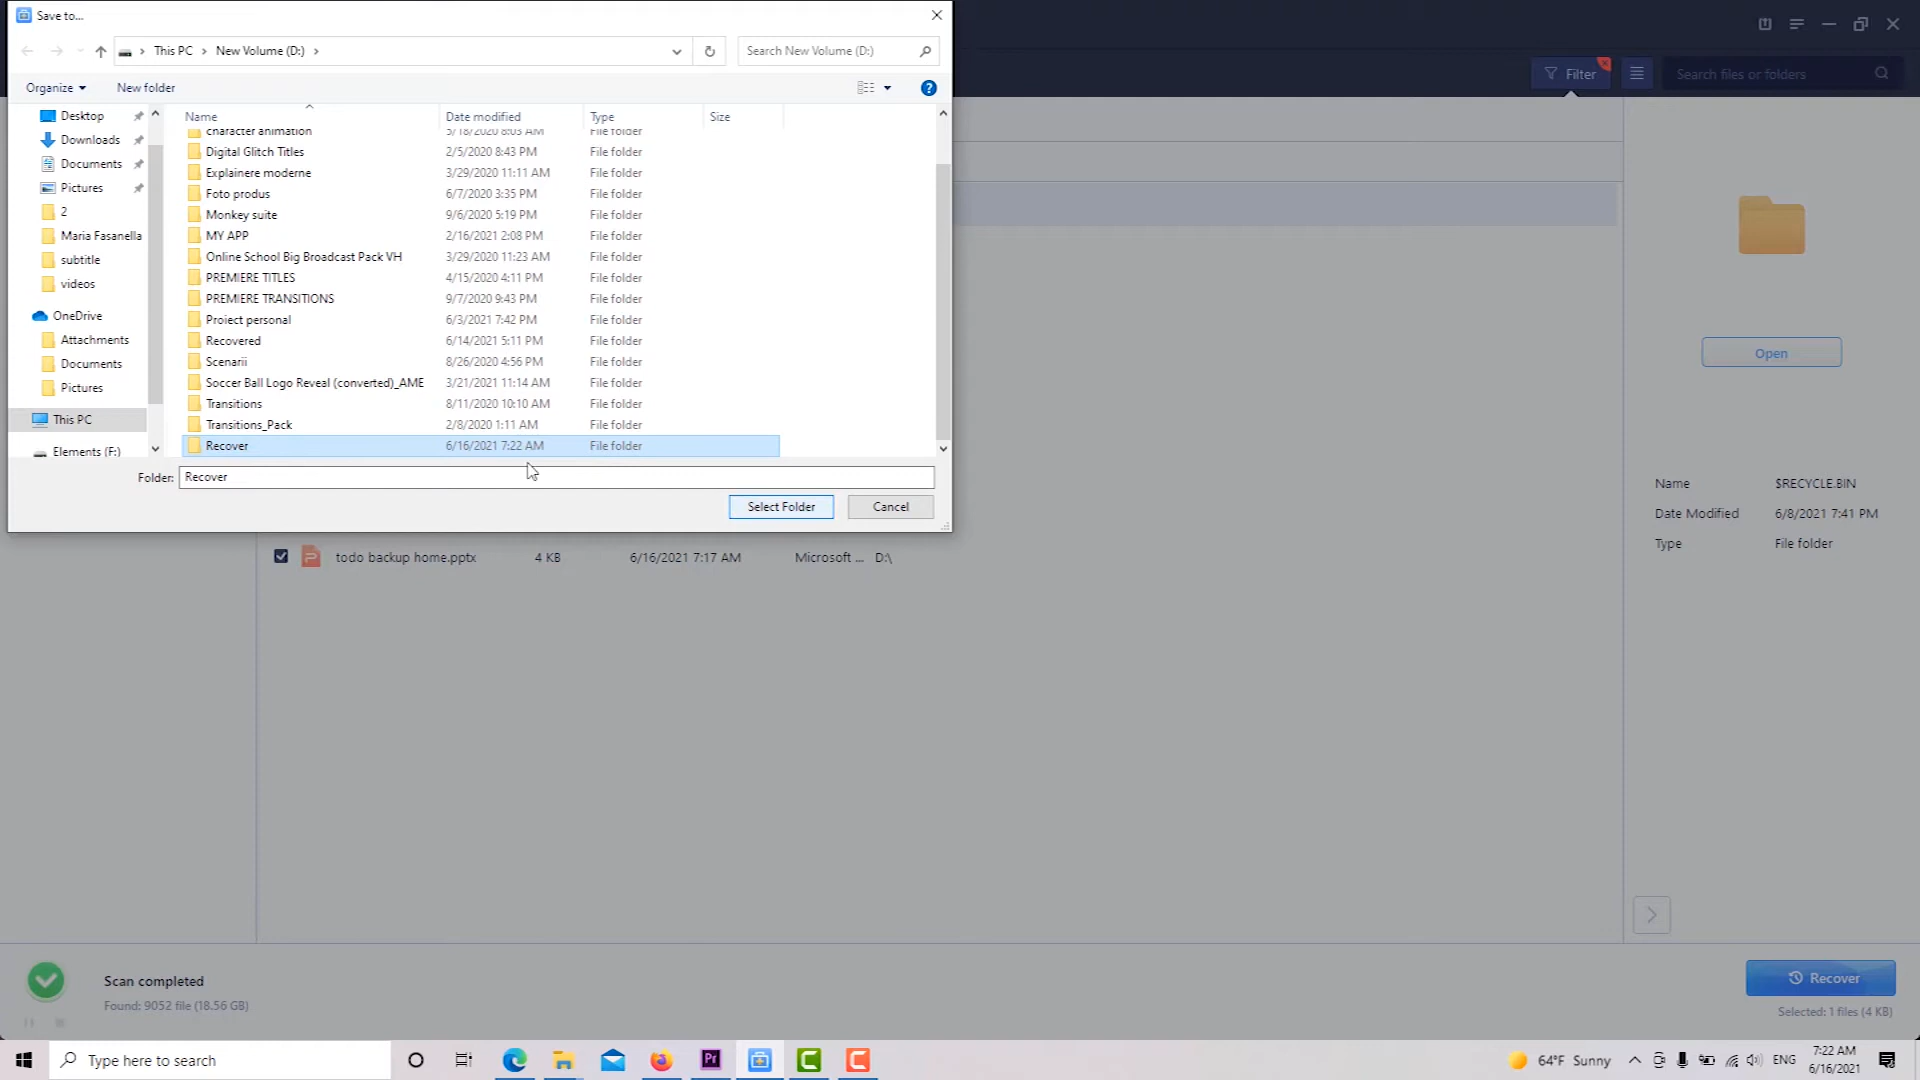 Save to...
This PC
New Volume (D:)
Search New Volume (D:)
Organize
New folder
Filter
Search files or folders
Desktop
Downloads
Documents
Pictures
2
Maria Fasanella
subtitle
videos
OneDrive
Attachments
Documents
Pictures
This PC
Elements (F:)
Name Date modified Type Size
character animation 5/18/2020 8:03 AM File folder
Digital Glitch Titles 2/5/2020 8:43 PM File folder
Explainere moderne 3/29/2020 11:11 AM File folder
Foto produs 6/7/2020 3:35 PM File folder
Monkey suite 9/6/2020 5:19 PM File folder
MY APP 2/16/2021 2:08 PM File folder
Online School Big Broadcast Pack VH 3/29/2020 11:23 AM File folder
PREMIERE TITLES 4/15/2020 4:11 PM File folder
PREMIERE TRANSITIONS 9/7/2020 9:43 PM File folder
Proiect personal 6/3/2021 7:42 PM File folder
Recovered 6/14/2021 5:11 PM File folder
Scenarii 8/26/2020 4:56 PM File folder
Soccer Ball Logo Reveal (converted)_AME 3/21/2021 11:14 AM File folder
Transitions 8/11/2020 10:10 AM File folder
Transitions_Pack 2/8/2020 1:11 AM File folder
Recover 6/16/2021 7:22 AM File folder
Folder: Recover
Select Folder
Cancel
todo backup home.pptx 4 KB 6/16/2021 7:17 AM Microsoft ... D:\
Open
Name $RECYCLE.BIN
Date Modified 6/8/2021 7:41 PM
Type File folder
Scan completed
Found: 9052 file (18.56 GB)
Recover
Selected: 1 files (4 KB)
Type here to search
Pr
64°F Sunny
ENG
7:22 AM
6/16/2021